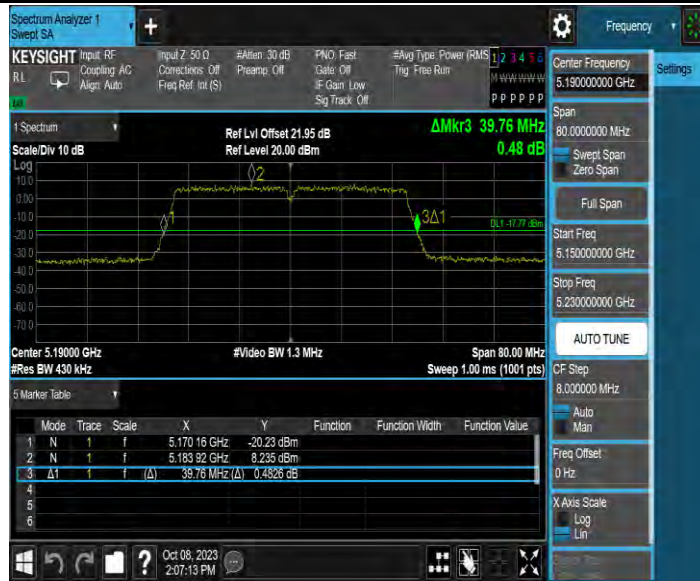 Spectrum Analyzer 1
Swept SA
+
Frequency
KEYSIGHT Input: RF Input Z: 50 Ω #Atten: 30 dB PNO: Fast #Avg Type: Power (RMS 1 2 3 4 5 6
RL Coupling: AC Corrections: Off Preamp: Off Gate: Off Trig: Free Run M W W W W W
Align: Auto Freq Ref: Int (S) IF Gain: Low
Sig Track: Off P P P P P P
1 Spectrum
Scale/Div 10 dB
Ref Lvl Offset 21.95 dB
Ref Level 20.00 dBm
ΔMkr3 39.76 MHz
0.48 dB
Log
10.0
0.00
-10.0
-20.0
-30.0
-60.0
-70.0
2
1
3Δ1
DL1 -17.77 dBm
Center 5.19000 GHz #Video BW 1.3 MHz Span 80.00 MHz
#Res BW 430 kHz Sweep 1.00 ms (1001 pts)
5 Marker Table
Mode Trace Scale X Y Function Function Width Function Value
1 N 1 f 5.170 16 GHz -20.23 dBm
2 N 1 f 5.183 92 GHz 8.235 dBm
3 Δ1 1 f (Δ) 39.76 MHz (Δ) 0.4826 dB
4
5
6
Oct 08, 2023
2:07:13 PM
?
Center Frequency
5.190000000 GHz
Settings
Span
80.0000000 MHz
Swept Span
Zero Span
Full Span
Start Freq
5.150000000 GHz
Stop Freq
5.230000000 GHz
AUTO TUNE
CF Step
8.000000 MHz
Auto
Man
Freq Offset
0 Hz
X Axis Scale
Log
Lin